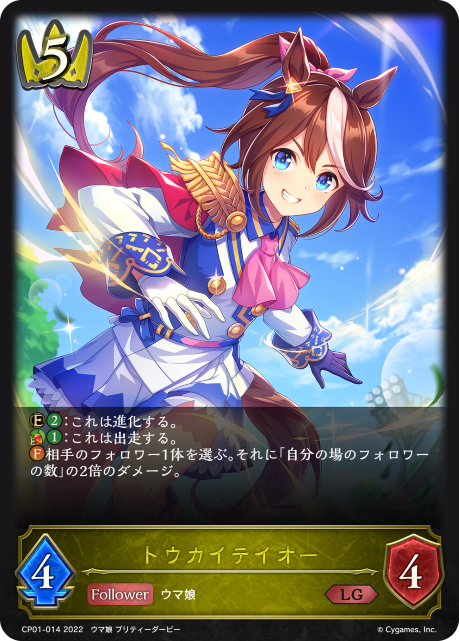 5
E 2:これは進化する。
1:これは出走する。
F 相手のフォロワー1体を選ぶ。それに「自分の場のフォロワー
の数」の2倍のダメージ。
トウカイテイオー
4
Follower ウマ娘
LG
4
CP01-014 2022 ウマ娘 プリティーダービー
© Cygames, Inc.